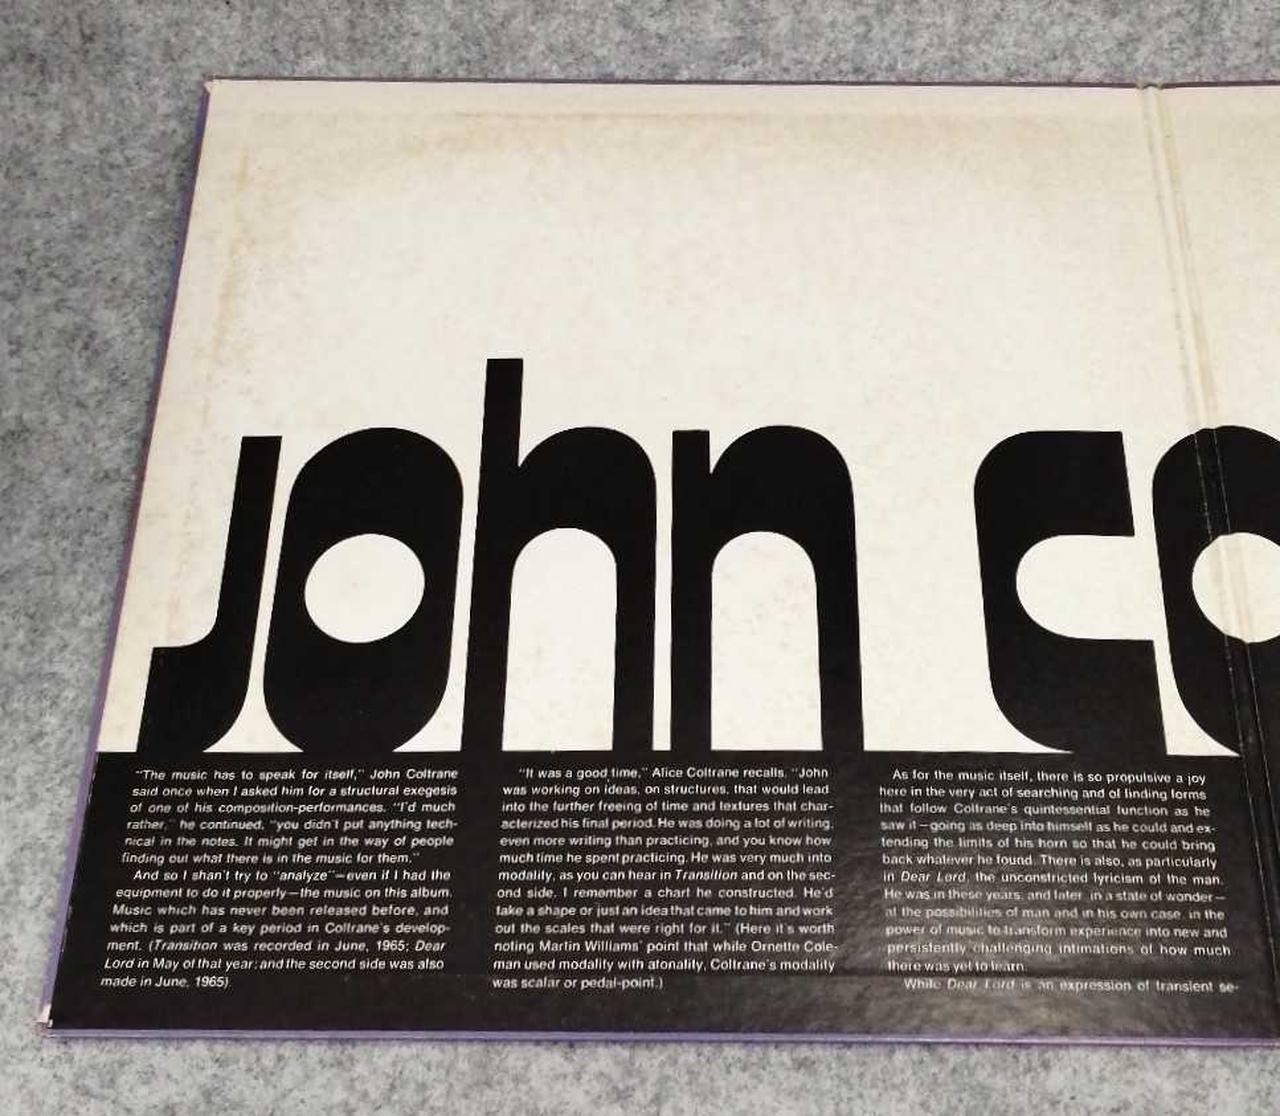 john co
"The music has to speak for itself," John Coltrane
said once when I asked him for a structural exegesis
of one of his composition-performances. "I'd much
rather," he continued, "you didn't put anything tech-
nical in the notes. It might get in the way of people
finding out what there is in the music for them."
And so I shan't try to "analyze"—even if I had the
equipment to do it properly—the music on this album.
Music which has never been released before, and
which is part of a key period in Coltrane's develop-
ment. (Transition was recorded in June, 1965; Dear
Lord in May of that year; and the second side was also
made in June, 1965)
"It was a good time," Alice Coltrane recalls. "John
was working on ideas, on structures, that would lead
into the further freeing of time and textures that char-
acterized his final period. He was doing a lot of writing,
even more writing than practicing, and you know how
much time he spent practicing. He was very much into
modality, as you can hear in Transition and on the sec-
ond side. I remember a chart he constructed. He'd
take a shape or just an idea that came to him and work
out the scales that were right for it." (Here it's worth
noting Martin Williams' point that while Ornette Cole-
man used modality with atonality, Coltrane's modality
was scalar or pedal-point.)
As for the music itself, there is so propulsive a joy
here in the very act of searching and of finding forms
that follow Coltrane's quintessential function as he
saw it—going as deep into himself as he could and ex-
tending the limits of his horn so that he could bring
back whatever he found. There is also, as particularly
in Dear Lord, the unconstricted lyricism of the man.
He was in these years, and later, in a state of wonder—
at the possibilities of man and in his own case, in the
power of music to transform experience into new and
persistently challenging intimations of how much
there was yet to learn.
While Dear Lord is an expression of transient se-